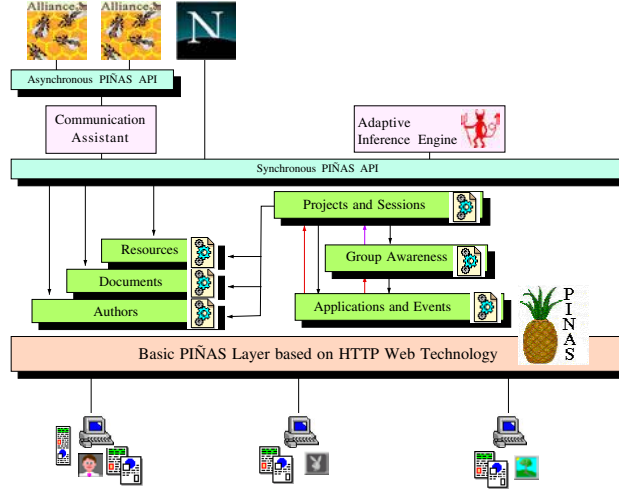 Alliance
Alliance
N
Asynchronous PIÑAS API
Communication
Assistant
Adaptive
Inference Engine
Synchronous PIÑAS API
Projects and Sessions
Resources
Group Awareness
Documents
Authors
Applications and Events
PINAS
Basic PIÑAS Layer based on HTTP Web Technology